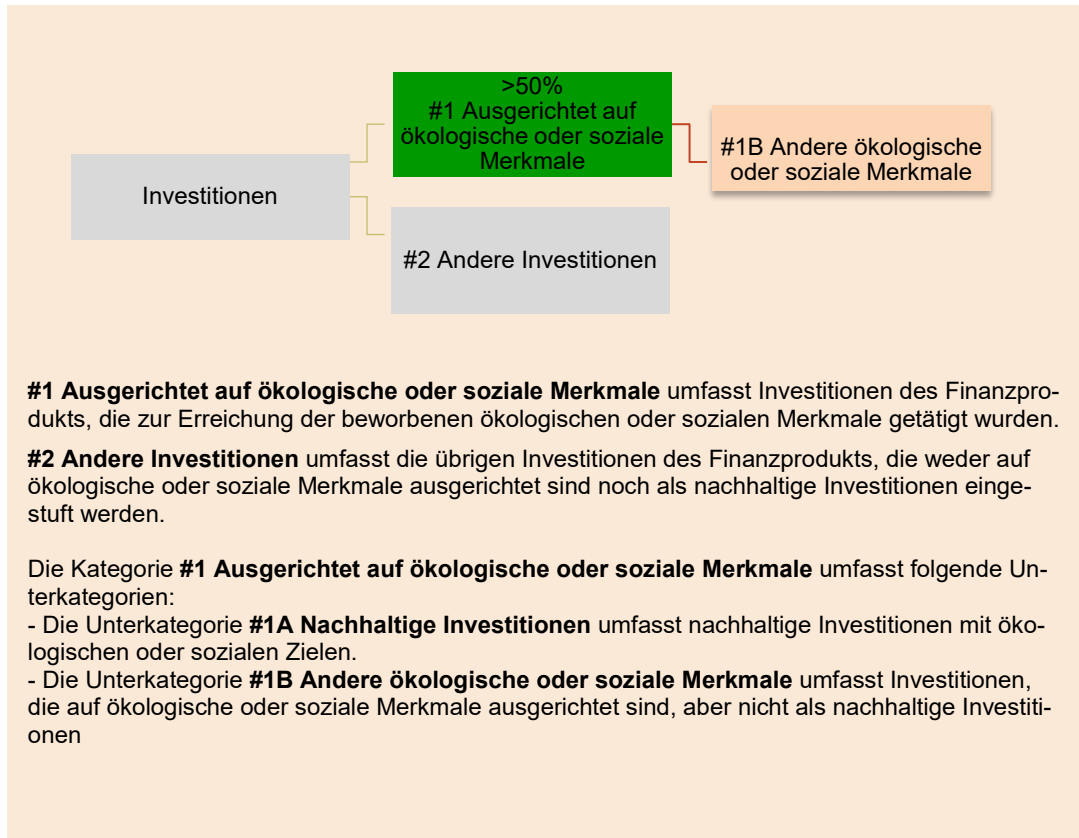 >50%
#1 Ausgerichtet auf
ökologische oder soziale
Merkmale
#1B Andere ökologische
oder soziale Merkmale
Investitionen
#2 Andere Investitionen
#1 Ausgerichtet auf ökologische oder soziale Merkmale umfasst Investitionen des Finanzpro-
dukts, die zur Erreichung der beworbenen ökologischen oder sozialen Merkmale getätigt wurden.
#2 Andere Investitionen umfasst die übrigen Investitionen des Finanzprodukts, die weder auf
ökologische oder soziale Merkmale ausgerichtet sind noch als nachhaltige Investitionen einge-
stuft werden.
Die Kategorie #1 Ausgerichtet auf ökologische oder soziale Merkmale umfasst folgende Un-
terkategorien:
- Die Unterkategorie #1A Nachhaltige Investitionen umfasst nachhaltige Investitionen mit öko-
logischen oder sozialen Zielen.
- Die Unterkategorie #1B Andere ökologische oder soziale Merkmale umfasst Investitionen,
die auf ökologische oder soziale Merkmale ausgerichtet sind, aber nicht als nachhaltige Investiti-
onen